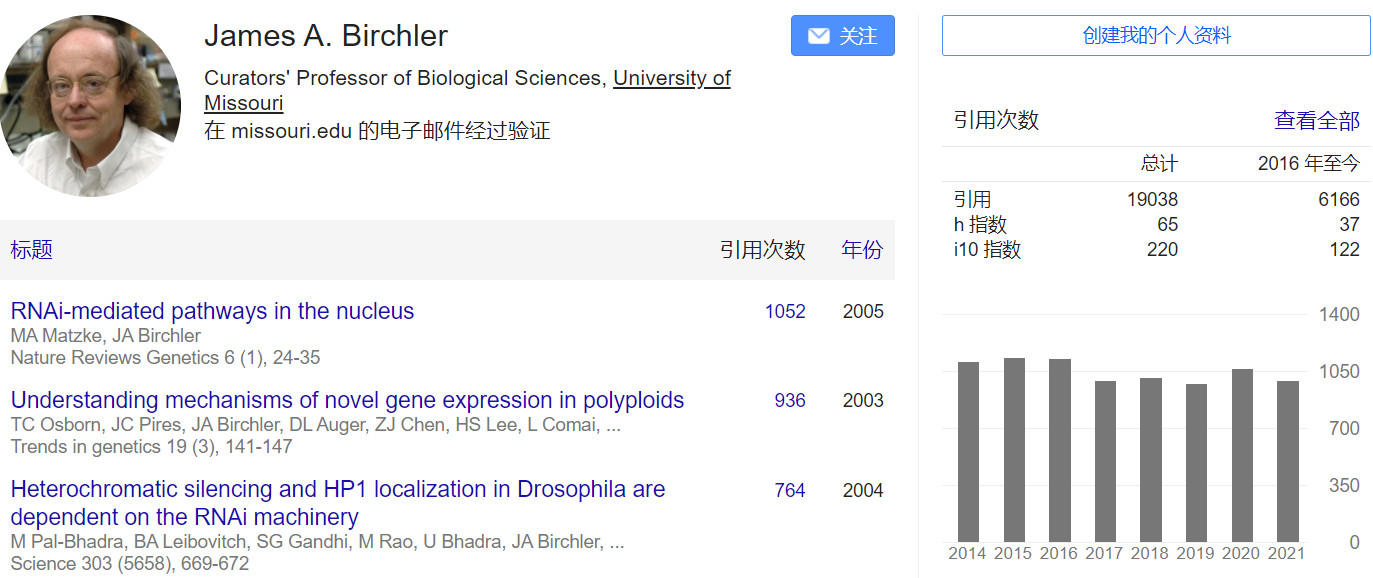 James A. Birchler
关注
Curators' Professor of Biological Sciences, University of
Missouri
在 missouri.edu 的电子邮件经过验证
标题 引用次数 年份
RNAi-mediated pathways in the nucleus 1052 2005
MA Matzke, JA Birchler
Nature Reviews Genetics 6 (1), 24-35
Understanding mechanisms of novel gene expression in polyploids 936 2003
TC Osborn, JC Pires, JA Birchler, DL Auger, ZJ Chen, HS Lee, L Comai, ...
Trends in genetics 19 (3), 141-147
Heterochromatic silencing and HP1 localization in Drosophila are 764 2004
dependent on the RNAi machinery
M Pal-Bhadra, BA Leibovitch, SG Gandhi, M Rao, U Bhadra, JA Birchler, ...
Science 303 (5658), 669-672
创建我的个人资料
引用次数 查看全部
总计 2016 年至今
引用 19038 6166
h 指数 65 37
i10 指数 220 122
1400
1050
700
350
0
2014 2015 2016 2017 2018 2019 2020 2021